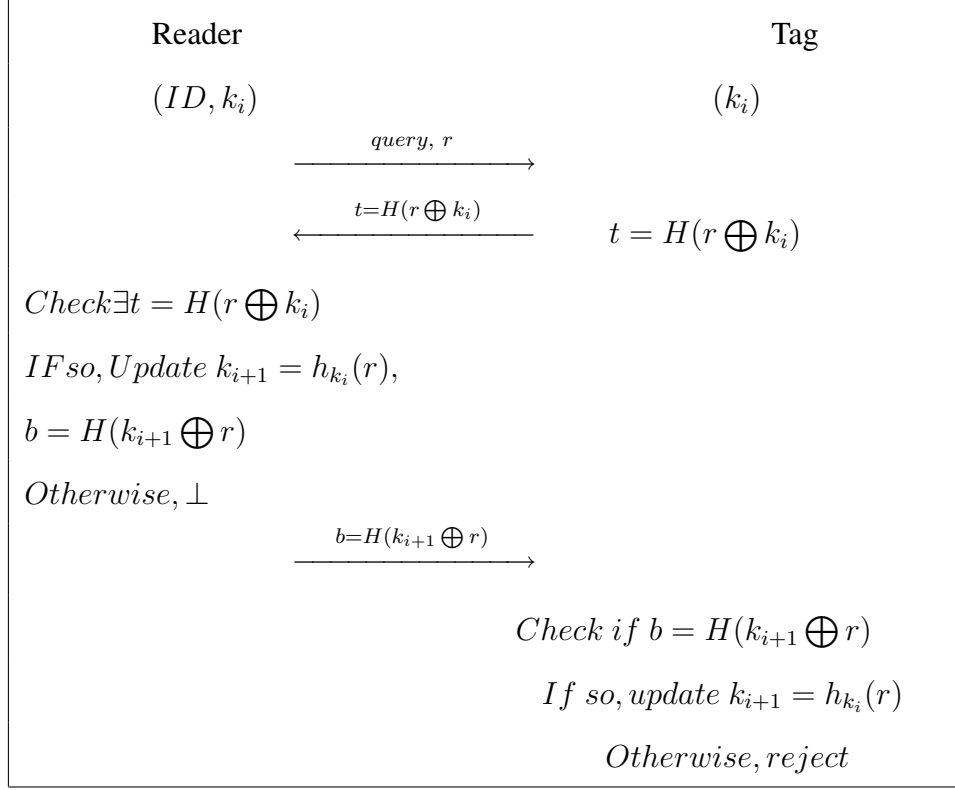 Reader Tag
(ID, k_i) (k_i)
query, r
t=H(r ⨁ k_i)
t = H(r ⨁ k_i)
Check∃t = H(r ⨁ k_i)
IFso, Update k_{i+1} = h_{k_i}(r),
b = H(k_{i+1} ⨁ r)
Otherwise, ⊥
b=H(k_{i+1} ⨁ r)
Check if b = H(k_{i+1} ⨁ r)
If so, update k_{i+1} = h_{k_i}(r)
Otherwise, reject